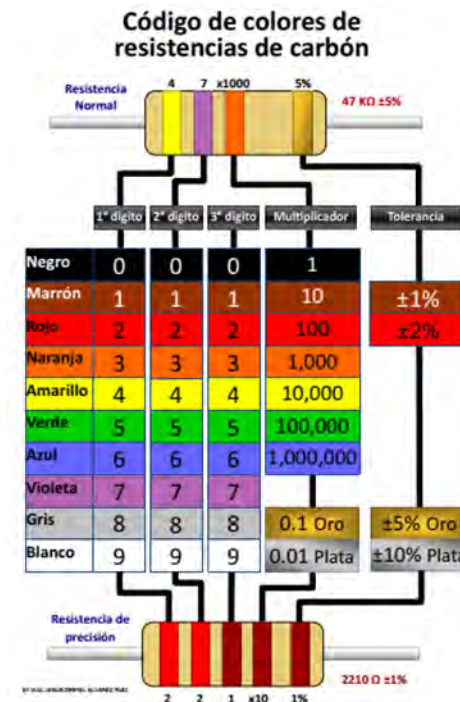 Código de colores de
resistencias de carbón
Resistencia
Normal
4 7 x1000 5%
47 KΩ ±5%
1° digito 2° digito 3° digito Multiplicador Tolerancia
Negro 0 0 0 1
Marrón 1 1 1 10 ±1%
Rojo 2 2 2 100 ±2%
Naranja 3 3 3 1,000
Amarillo 4 4 4 10,000
Verde 5 5 5 100,000
Azul 6 6 6 1,000,000
Violeta 7 7 7
Gris 8 8 8 0.1 Oro ±5% Oro
Blanco 9 9 9 0.01 Plata ±10% Plata
Resistencia de
precisión
2210 Ω ±1%
2 2 1 x10 1%